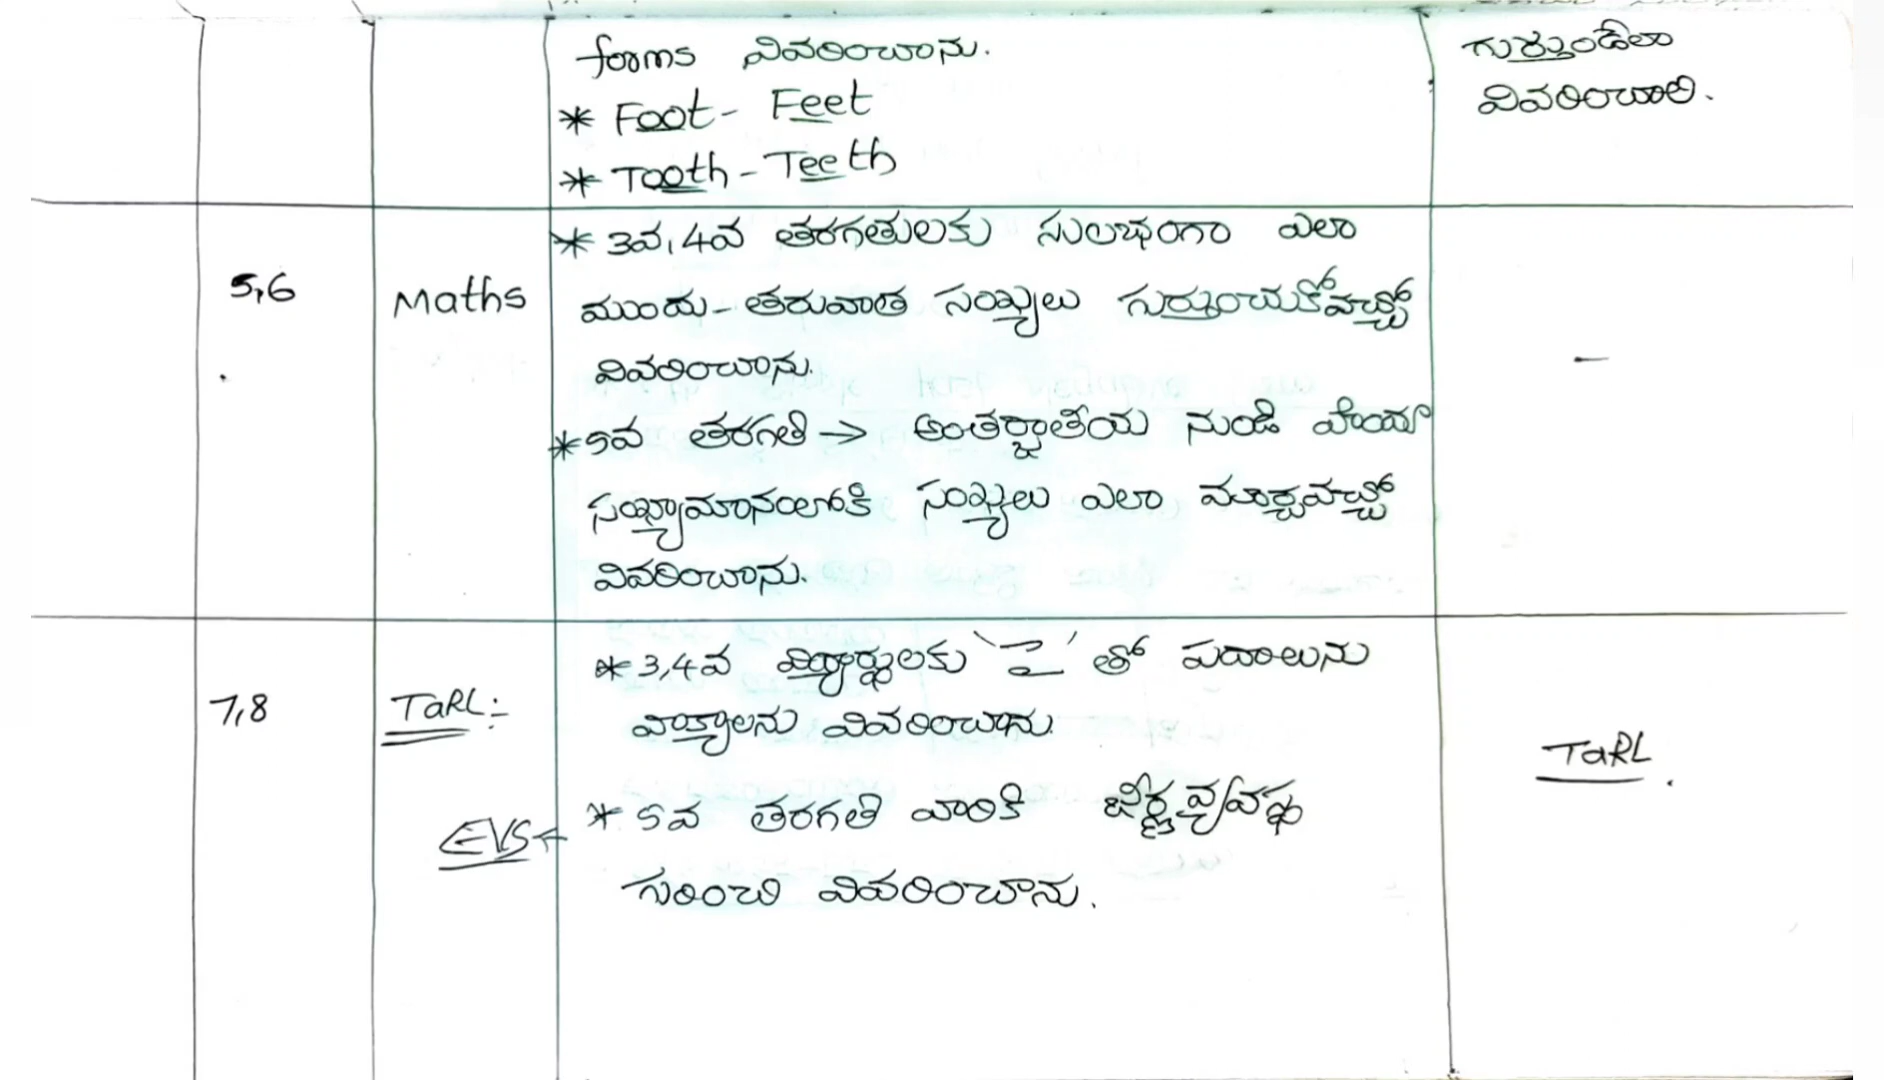 forms వివరించాను.
* Foot - Feet
* Tooth - Teeth
గుర్తుండేలా
వివరించాలి.
5,6
Maths
* 3వ, 4వ తరగతులకు సులభంగా ఎలా
ముందు - తరువాత సంఖ్యలు గుర్తుంచుకోవచ్చో
వివరించాను.
* 5వ తరగతి → అంతర్జాతీయ నుండి హిందూ
సంఖ్యామానంలోకి సంఖ్యలు ఎలా మార్చవచ్చో
వివరించాను.
-
7,8
TaRL:-
* 3,4వ విద్యార్థులకు 'ౖ' తో పదాలును
వాక్యాలను వివరించాను.
TaRL.
EVS
* 5వ తరగతి వారికి జీర్ణవ్యవస్థ
గురించి వివరించాను.